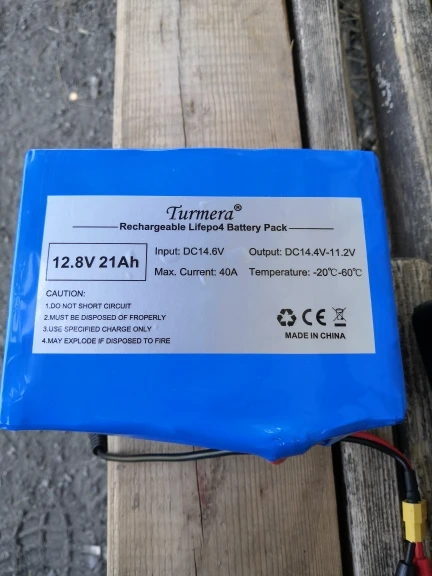 Turmera®
Rechargeable Lifepo4 Battery Pack
12.8V 21Ah
Input: DC14.6V Output: DC14.4V-11.2V
Max. Current: 40A Temperature: -20℃-60℃
CAUTION:
1.DO NOT SHORT CIRCUIT
2.MUST BE DISPOSED OF PROPERLY
3.USE SPECIFIED CHARGE ONLY
4.MAY EXPLODE IF DISPOSED TO FIRE
CE
MADE IN CHINA